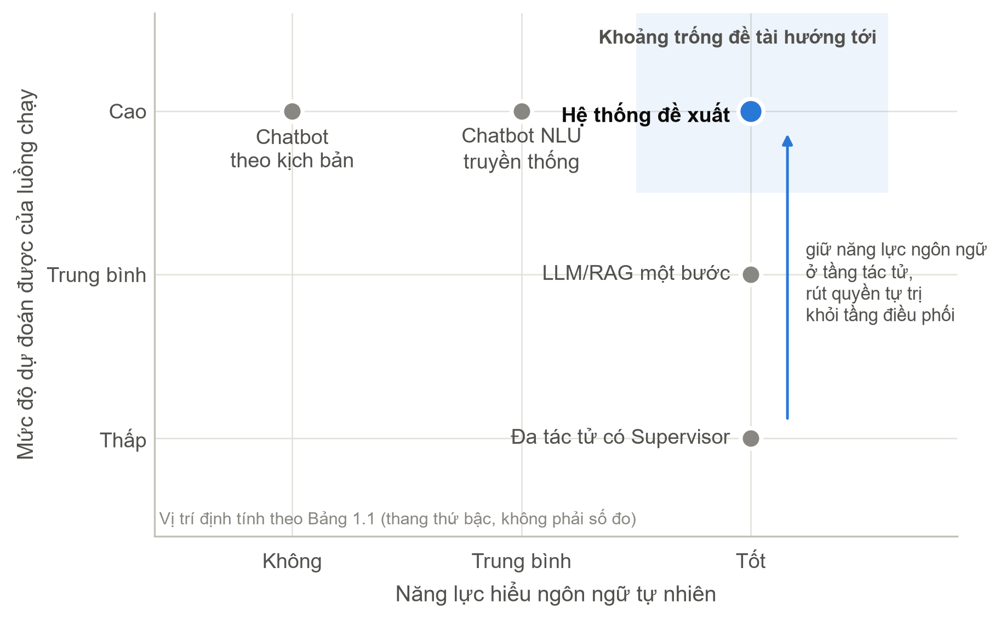 Khoảng trống đề tài hướng tới
Mức độ dự đoán được của luồng chạy
Cao
Hệ thống đề xuất
Chatbot
theo kịch bản
Chatbot NLU
truyền thống
Trung bình
LLM/RAG một bước
giữ năng lực ngôn ngữ
ở tầng tác tử,
rút quyền tự trị
khỏi tầng điều phối
Thấp
Đa tác tử có Supervisor
Vị trí định tính theo Bảng 1.1 (thang thứ bậc, không phải số đo)
Không
Trung bình
Tốt
Năng lực hiểu ngôn ngữ tự nhiên